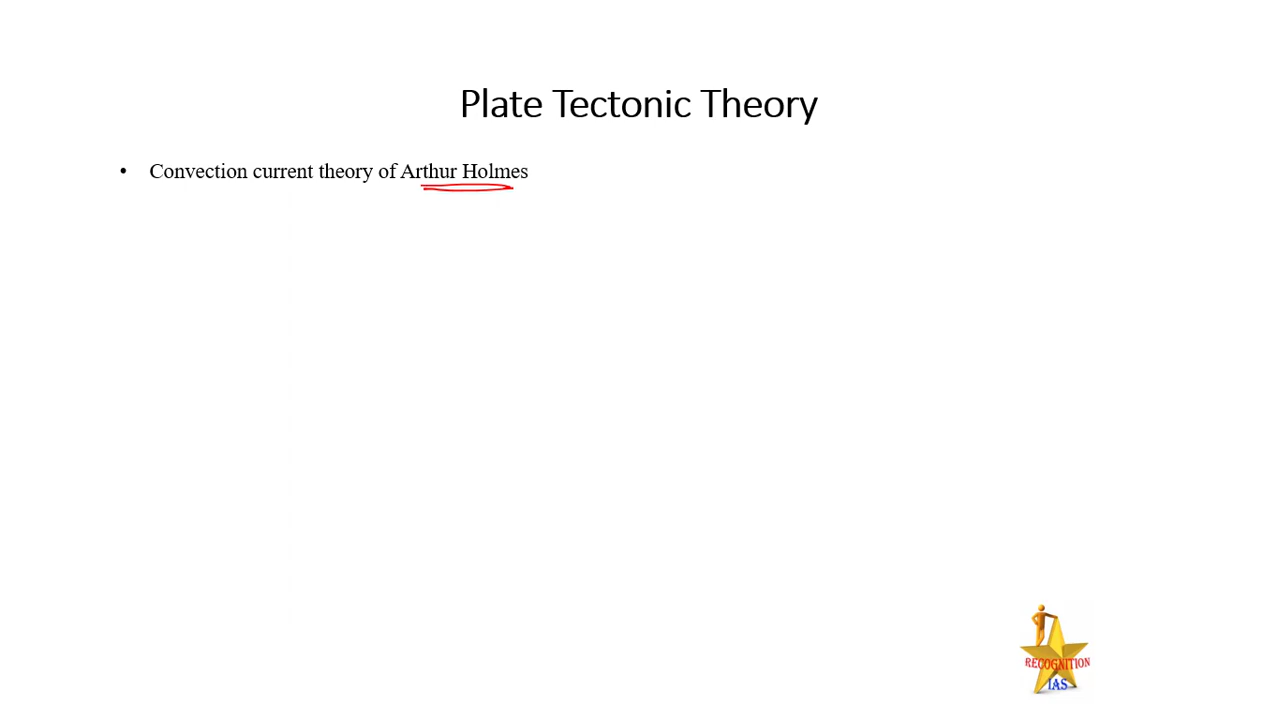 Plate Tectonic Theory
• Convection current theory of Arthur Holmes
RECOGNITION
IAS